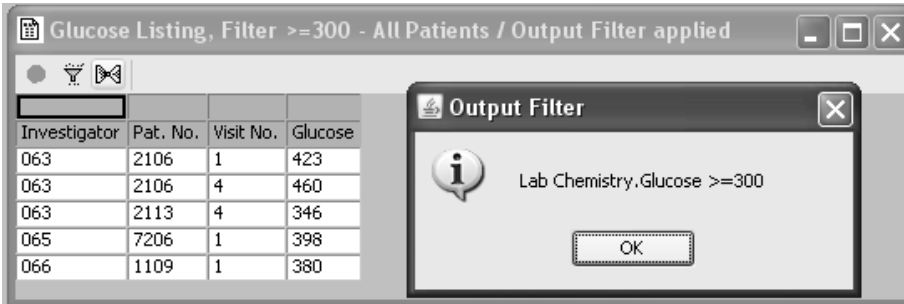 Glucose Listing, Filter >=300 - All Patients / Output Filter applied
Investigator Pat. No. Visit No. Glucose
063 2106 1 423
063 2106 4 460
063 2113 4 346
065 7206 1 398
066 1109 1 380
Output Filter
Lab Chemistry.Glucose >=300
OK